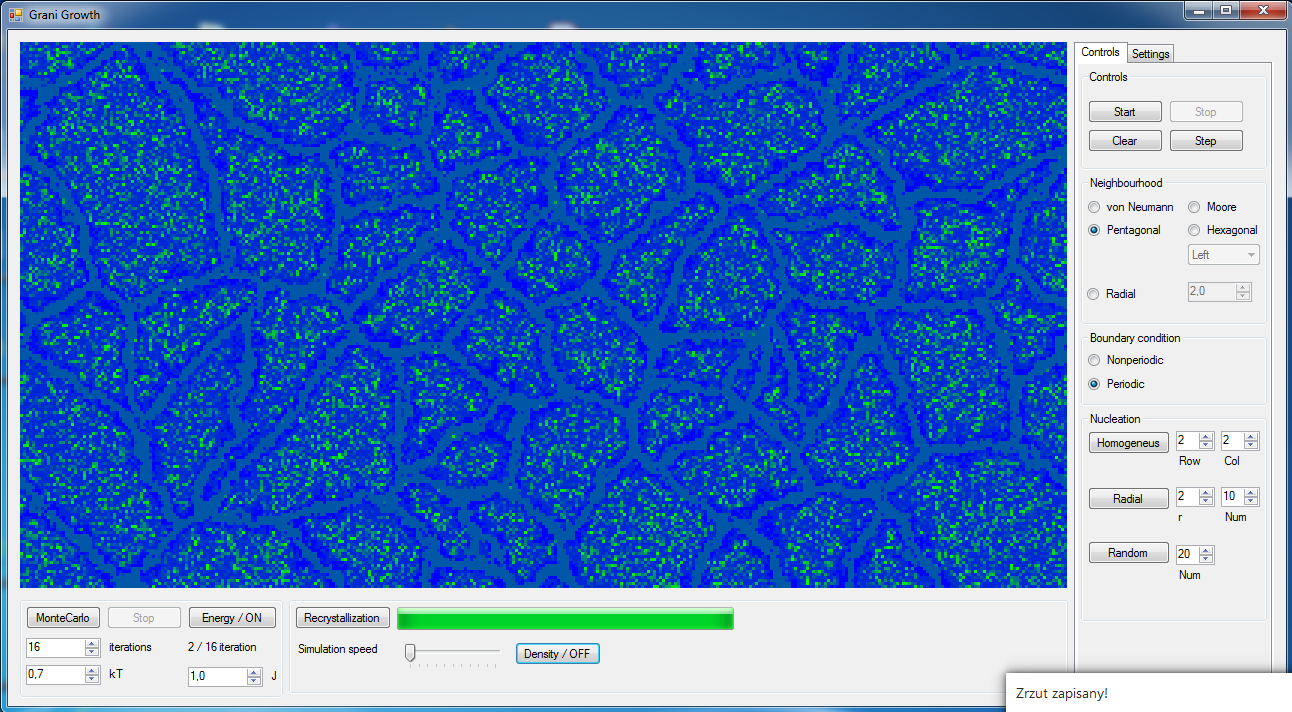 Grani Growth
Controls Settings
Controls
Start Stop
Clear Step
Neighbourhood
von Neumann Moore
Pentagonal Hexagonal
Left
Radial 2,0
Boundary condition
Nonperiodic
Periodic
Nucleation
Homogeneus 2 2
Row Col
Radial 2 10
r Num
Random 20
Num
MonteCarlo Stop Energy / ON
16 iterations 2 / 16 iteration
0,7 kT 1,0 J
Recrystallization
Simulation speed Density / OFF
Zrzut zapisany!